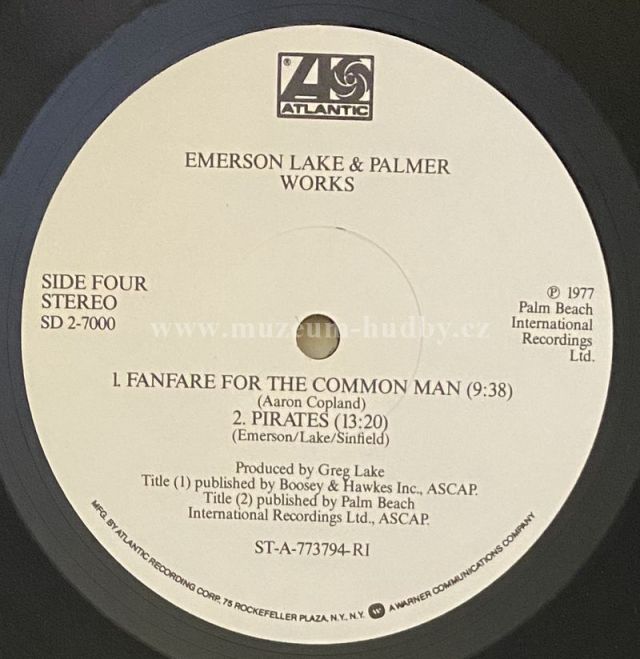 ®
ATLANTIC
EMERSON LAKE & PALMER
WORKS
SIDE FOUR
STEREO
SD 2-7000
℗ 1977
Palm Beach
International
Recordings
Ltd.
www.muzeum-hudby.cz
1. FANFARE FOR THE COMMON MAN (9:38)
(Aaron Copland)
2. PIRATES (13:20)
(Emerson/Lake/Sinfield)
Produced by Greg Lake
Title (1) published by Boosey & Hawkes Inc., ASCAP.
Title (2) published by Palm Beach
International Recordings Ltd., ASCAP.
ST-A-773794-RI
MFG. BY ATLANTIC RECORDING CORP., 75 ROCKEFELLER PLAZA, N.Y., N.Y. A WARNER COMMUNICATIONS COMPANY